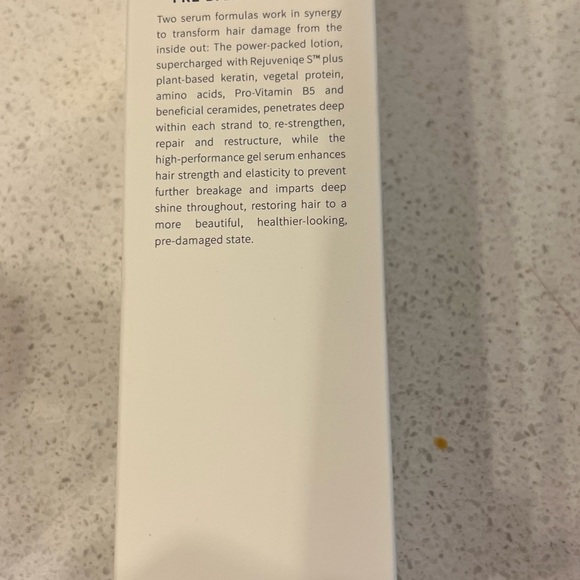 Two serum formulas work in synergy
to transform hair damage from the
inside out: The power-packed lotion,
supercharged with Rejuveniqe S™ plus
plant-based keratin, vegetal protein,
amino acids, Pro-Vitamin B5 and
beneficial ceramides, penetrates deep
within each strand to re-strengthen,
repair and restructure, while the
high-performance gel serum enhances
hair strength and elasticity to prevent
further breakage and imparts deep
shine throughout, restoring hair to a
more beautiful, healthier-looking,
pre-damaged state.